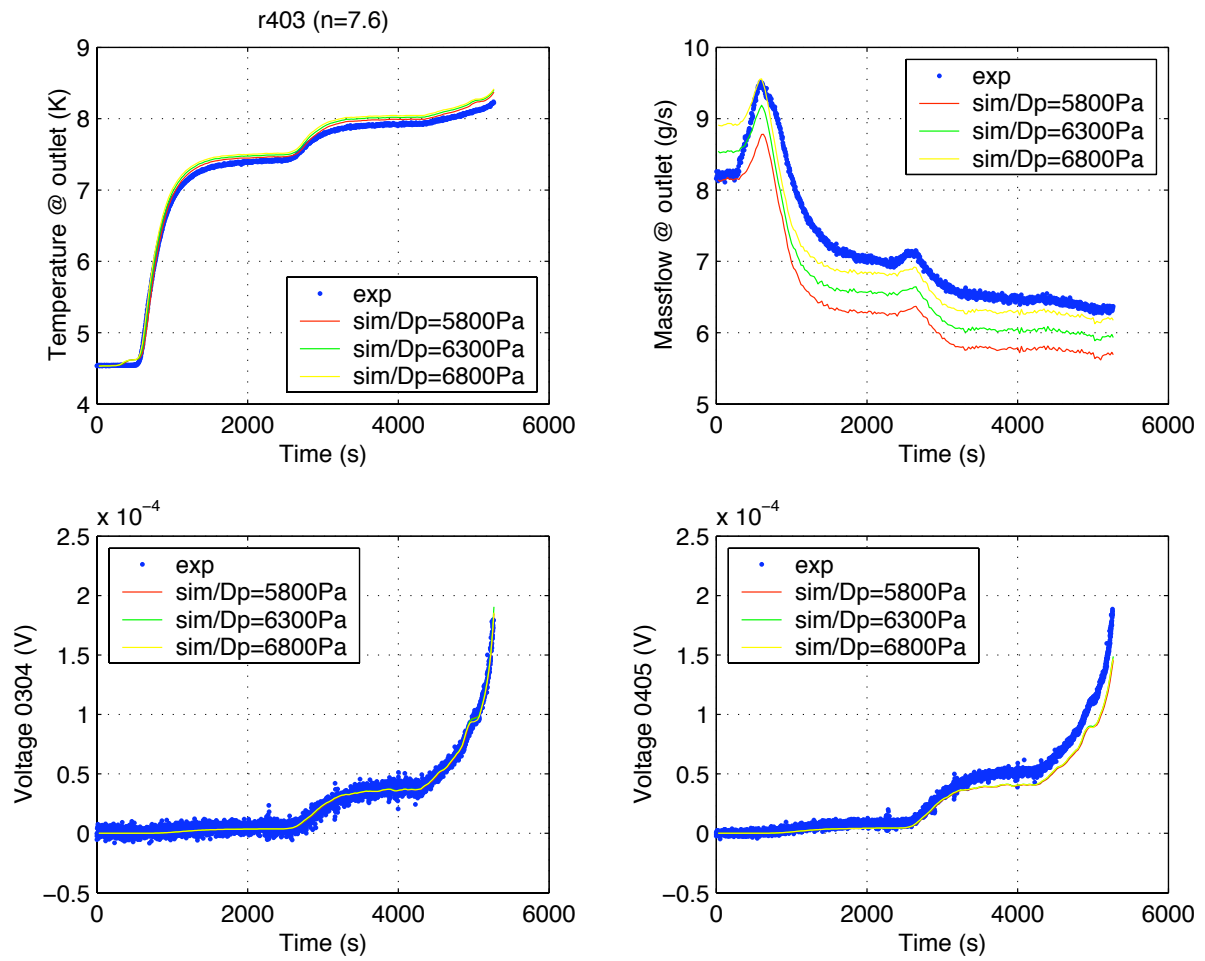 r403 (n=7.6)
Temperature @ outlet (K)
9
8
7
6
5
4
exp
sim/Dp=5800Pa
sim/Dp=6300Pa
sim/Dp=6800Pa
0 2000 4000 6000
Time (s)
Massflow @ outlet (g/s)
10
9
8
7
6
5
exp
sim/Dp=5800Pa
sim/Dp=6300Pa
sim/Dp=6800Pa
0 2000 4000 6000
Time (s)
x 10−4
Voltage 0304 (V)
2.5
2
1.5
1
0.5
0
−0.5
exp
sim/Dp=5800Pa
sim/Dp=6300Pa
sim/Dp=6800Pa
0 2000 4000 6000
Time (s)
x 10−4
Voltage 0405 (V)
2.5
2
1.5
1
0.5
0
−0.5
exp
sim/Dp=5800Pa
sim/Dp=6300Pa
sim/Dp=6800Pa
0 2000 4000 6000
Time (s)